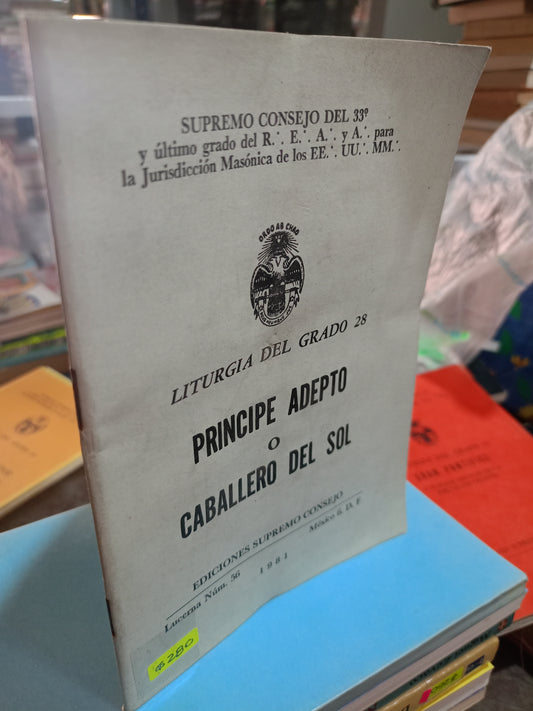 SUPREMO CONSEJO DEL 33º
y último grado del R.·. E.·. A.·. y A.·. para
la Jurisdicción Masónica de los EE.·. UU.·. MM.·.
ORDO AB CHAO
LITURGIA DEL GRADO 28
PRINCIPE ADEPTO
O
CABALLERO DEL SOL
EDICIONES SUPREMO CONSEJO
Lucerna Núm. 56 1981 México 6, D. F
$280